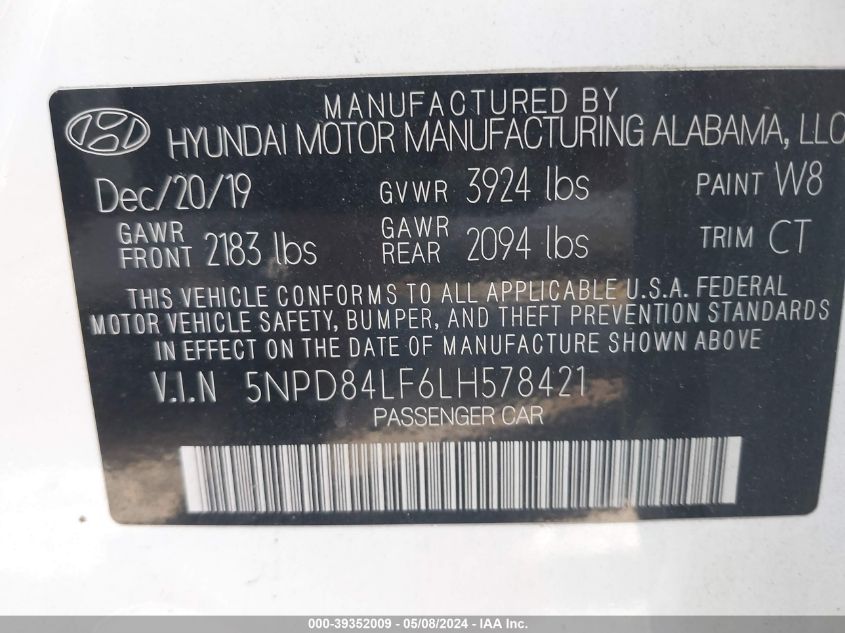 MANUFACTURED BY
HYUNDAI MOTOR MANUFACTURING ALABAMA, LLC
Dec/20/19 GVWR 3924 lbs PAINT W8
GAWR FRONT 2183 lbs GAWR REAR 2094 lbs TRIM CT
THIS VEHICLE CONFORMS TO ALL APPLICABLE U.S.A. FEDERAL
MOTOR VEHICLE SAFETY, BUMPER, AND THEFT PREVENTION STANDARDS
IN EFFECT ON THE DATE OF MANUFACTURE SHOWN ABOVE
V.I.N 5NPD84LF6LH578421
PASSENGER CAR
000-39352009 - 05/08/2024 - IAA Inc.